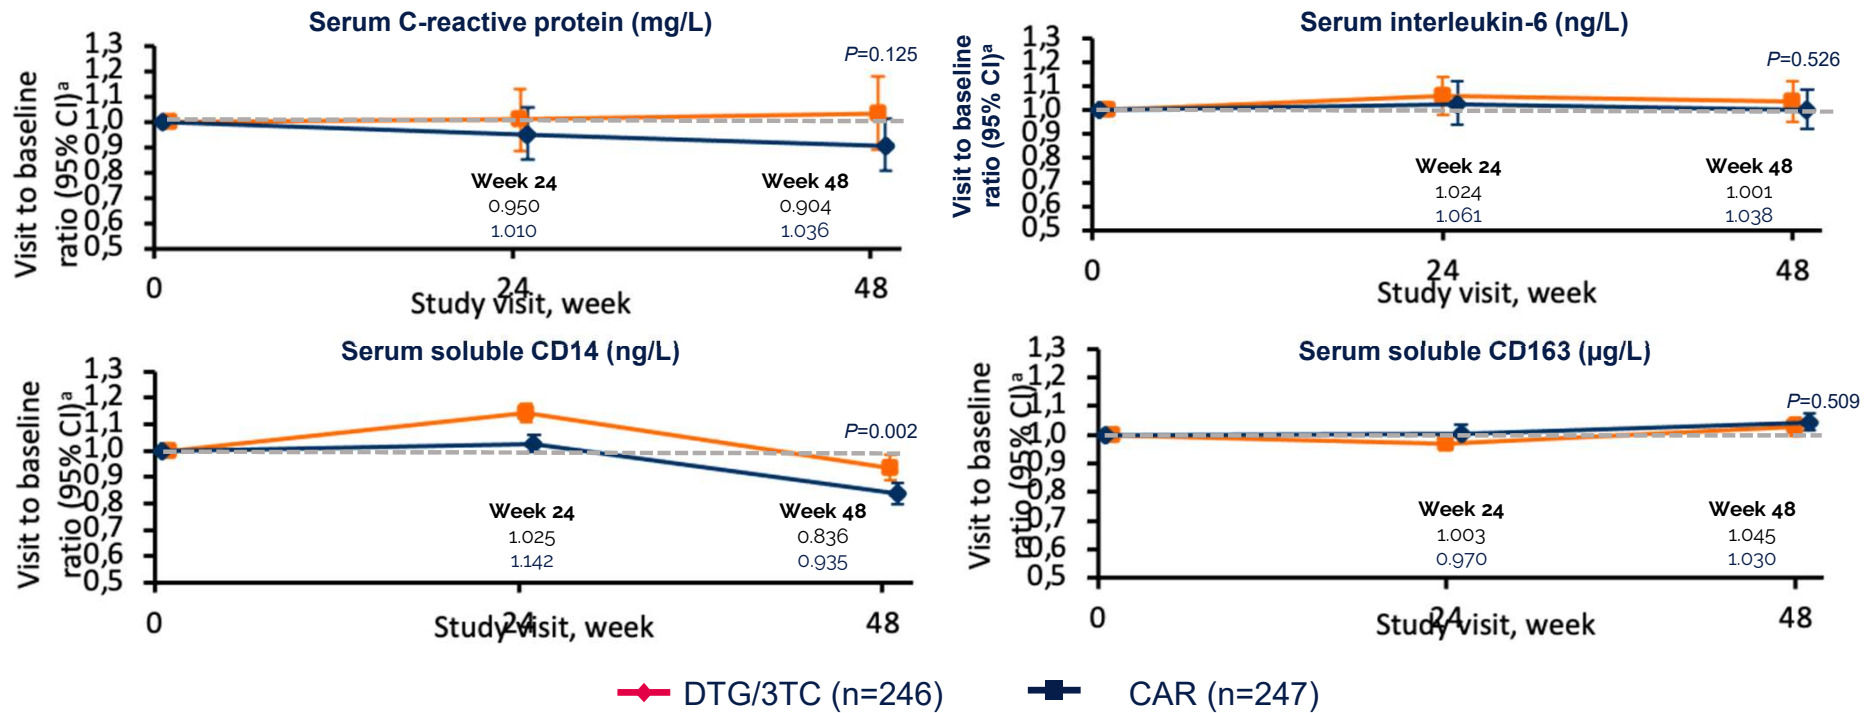 Serum C-reactive protein (mg/L)
Visit to baseline
ratio (95% CI)ª
1,3
1,2
1,1
1,0
0,9
0,8
0,7
0,6
0,5
P=0.125
Week 24
0.950
1.010
Week 48
0.904
1.036
0
24
48
Study visit, week
Serum interleukin-6 (ng/L)
Visit to baseline
ratio (95% CI)ª
1,3
1,2
1,1
1,0
0,9
0,8
0,7
0,6
0,5
P=0.526
Week 24
1.024
1.061
Week 48
1.001
1.038
0
24
48
Study visit, week
Serum soluble CD14 (ng/L)
Visit to baseline
ratio (95% CI)ª
1,3
1,2
1,1
1,0
0,9
0,8
0,7
0,6
0,5
P=0.002
Week 24
1.025
1.142
Week 48
0.836
0.935
0
24
48
Study visit, week
Serum soluble CD163 (µg/L)
Visit to baseline
ratio (95% CI)ª
1,3
1,2
1,1
1,0
0,9
0,8
0,7
0,6
0,5
P=0.509
Week 24
1.003
0.970
Week 48
1.045
1.030
0
24
48
Study visit, week
DTG/3TC (n=246)
CAR (n=247)